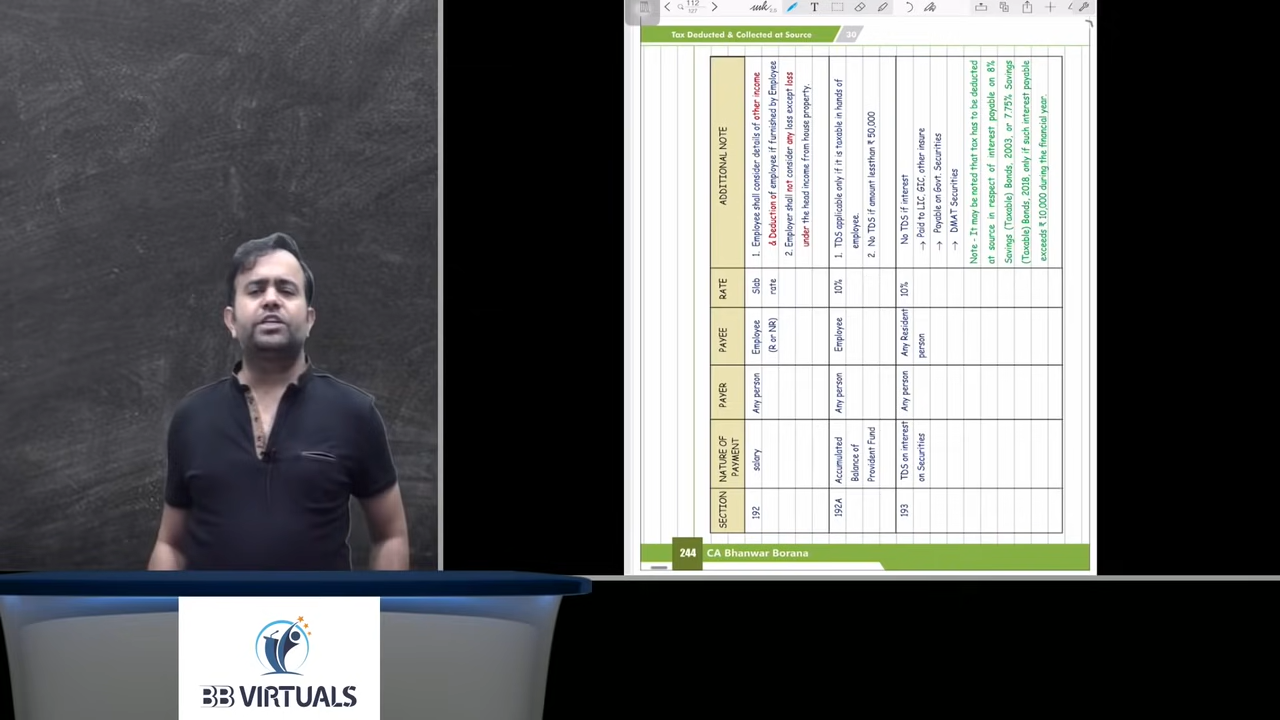 112
127
2.5
T
Tax Deducted & Collected at Source
30
SECTION
NATURE OF
PAYMENT
PAYER
PAYEE
RATE
ADDITIONAL NOTE
192
salary
Any person
Employee
(R or NR)
Slab
rate
1. Employee shall consider details of other income
& Deduction of employee if furnished by Employee
2. Employer shall not consider any loss except loss
under the head income from house property.
192A
Accumulated
Balance of
Provident Fund
Any person
Employee
10%
1. TDS applicable only if it is taxable in hands of
employee.
2. No TDS if amount lessthan ₹ 50,000
193
TDS on interest
on Securities
Any person
Any Resident
person
10%
No TDS if interest
→ Paid to LIC, GIC, other insure
→ Payable on Govt. Securities
→ DMAT Securities
Note - It may be noted that tax has to be deducted
at source in respect of interest payable on 8%
Savings (Taxable) Bonds, 2003, or 7.75% Savings
(Taxable) Bonds, 2018, only if such interest payable
exceeds ₹ 10,000 during the financial year.
244 CA Bhanwar Borana
BB VIRTUALS